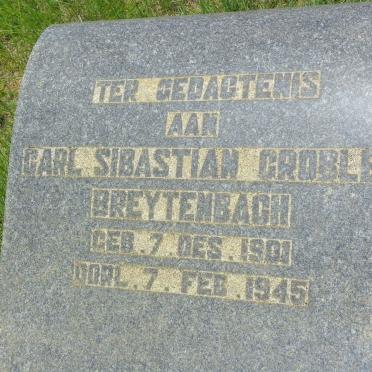 TER GEDAGTENIS
AAN
CARL SIBASTIAN GROBLE
BREYTENBACH
GEB. 7. DES. 1901
OORL. 7. FEB. 1945